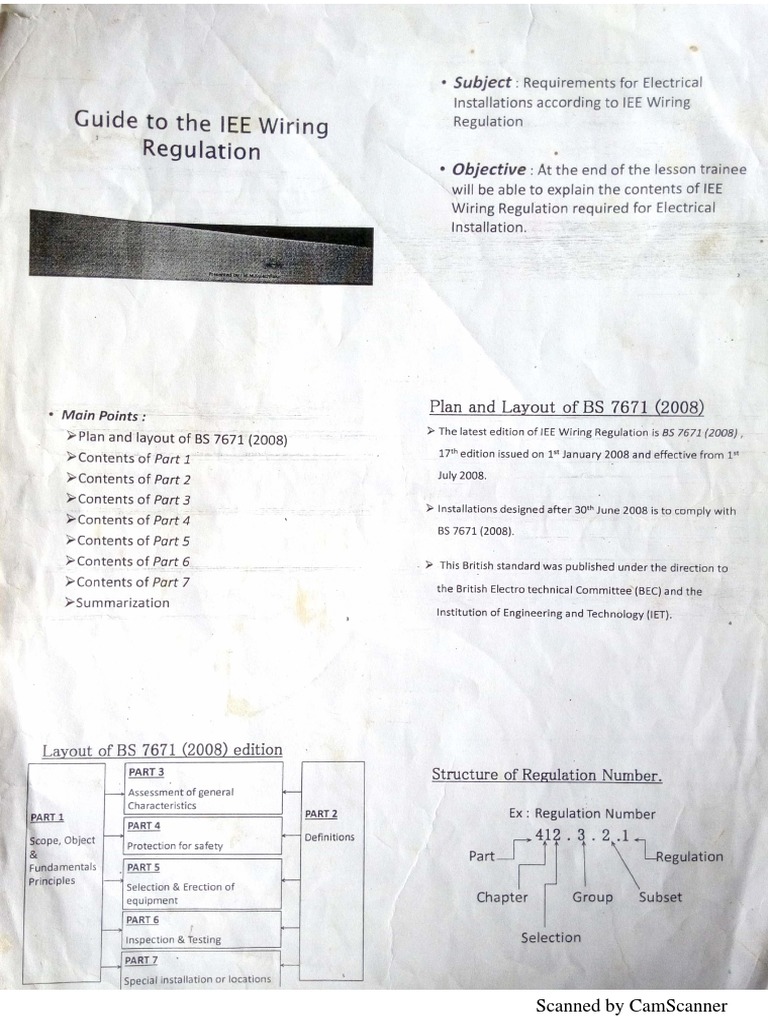 Guide to the IEE Wiring
Regulation
Presented by
• Subject : Requirements for Electrical
Installations according to IEE Wiring
Regulation
• Objective : At the end of the lesson trainee
will be able to explain the contents of IEE
Wiring Regulation required for Electrical
Installation.
• Main Points :
➢Plan and layout of BS 7671 (2008)
➢Contents of Part 1
➢Contents of Part 2
➢Contents of Part 3
➢Contents of Part 4
➢Contents of Part 5
➢Contents of Part 6
➢Contents of Part 7
➢Summarization
Plan and Layout of BS 7671 (2008)
➢ The latest edition of IEE Wiring Regulation is BS 7671 (2008) ,
17th edition issued on 1st January 2008 and effective from 1st
July 2008.
➢ Installations designed after 30th June 2008 is to comply with
BS 7671 (2008).
➢ This British standard was published under the direction to
the British Electro technical Committee (BEC) and the
Institution of Engineering and Technology (IET).
Layout of BS 7671 (2008) edition
PART 1
Scope, Object
&
Fundamentals
Principles
PART 3
Assessment of general
Characteristics
PART 4
Protection for safety
PART 5
Selection & Erection of
equipment
PART 6
Inspection & Testing
PART 7
Special installation or locations
PART 2
Definitions
Structure of Regulation Number.
Ex : Regulation Number
412 . 3 . 2 .1
Part
Regulation
Chapter
Group
Subset
Selection
Scanned by CamScanner